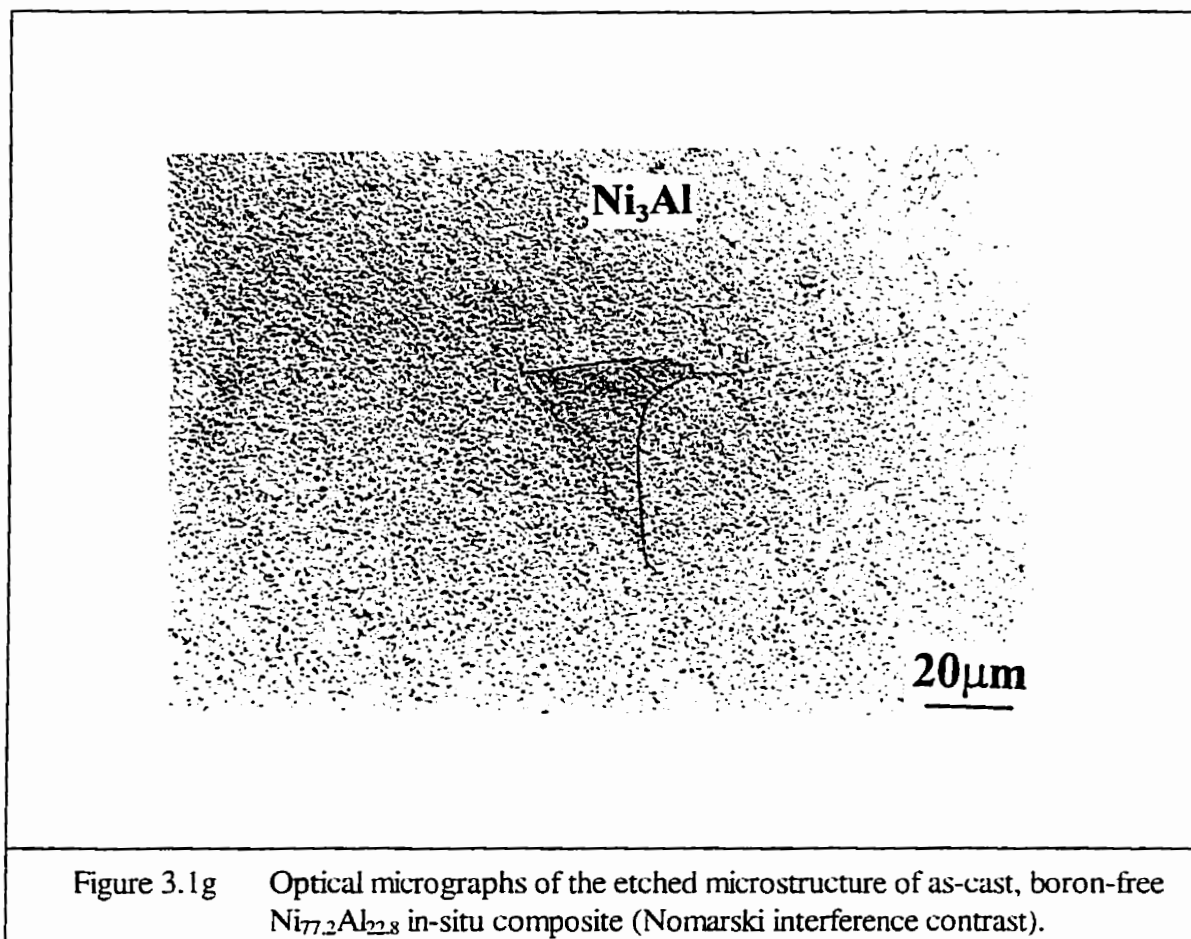 Ni₃Al
20μm
Figure 3.1g Optical micrographs of the etched microstructure of as-cast, boron-free
Ni₇₇.₂Al₂₂.₈ in-situ composite (Nomarski interference contrast).